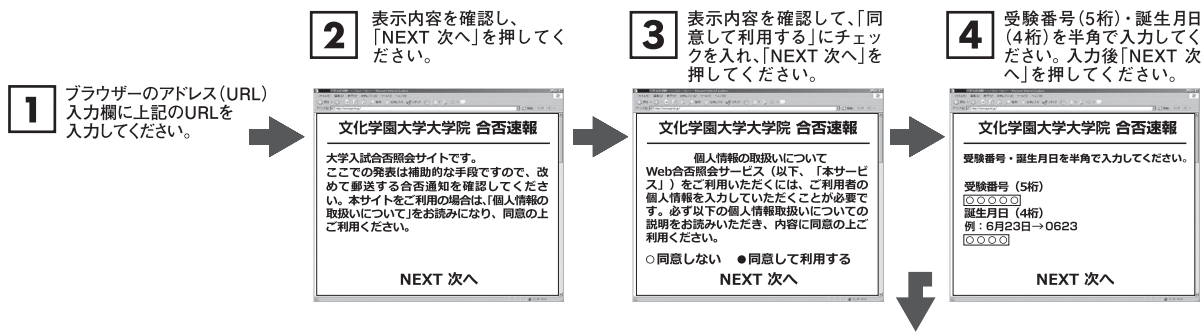 1
ブラウザーのアドレス(URL)
入力欄に上記のURLを
入力してください。
2
表示内容を確認し、
「NEXT 次へ」を押してく
ださい。
文化学園大学大学院 合否速報
大学入試合否照会サイトです。
ここでの発表は補助的な手段ですので、改
めて郵送する合否通知を確認してくださ
い。本サイトをご利用の場合は、「個人情報の
取扱いについて」をお読みになり、同意の上
ご利用ください。
NEXT 次へ
3
表示内容を確認して、「同
意して利用する」にチェッ
クを入れ、「NEXT 次へ」を
押してください。
文化学園大学大学院 合否速報
個人情報の取扱いについて
Web合否照会サービス(以下、「本サービ
ス」)をご利用いただくには、ご利用者の
個人情報を入力していただくことが必要で
す。必ず以下の個人情報取扱いについての
説明をお読みいただき、内容に同意の上ご
利用ください。
○同意しない ●同意して利用する
NEXT 次へ
4
受験番号(5桁)・誕生月日
(4桁)を半角で入力してく
ださい。入力後「NEXT 次
へ」を押してください。
文化学園大学大学院 合否速報
受験番号・誕生月日を半角で入力してください。
受験番号(5桁)
○○○○○
誕生月日(4桁)
例:6月23日→0623
○○○○
NEXT 次へ